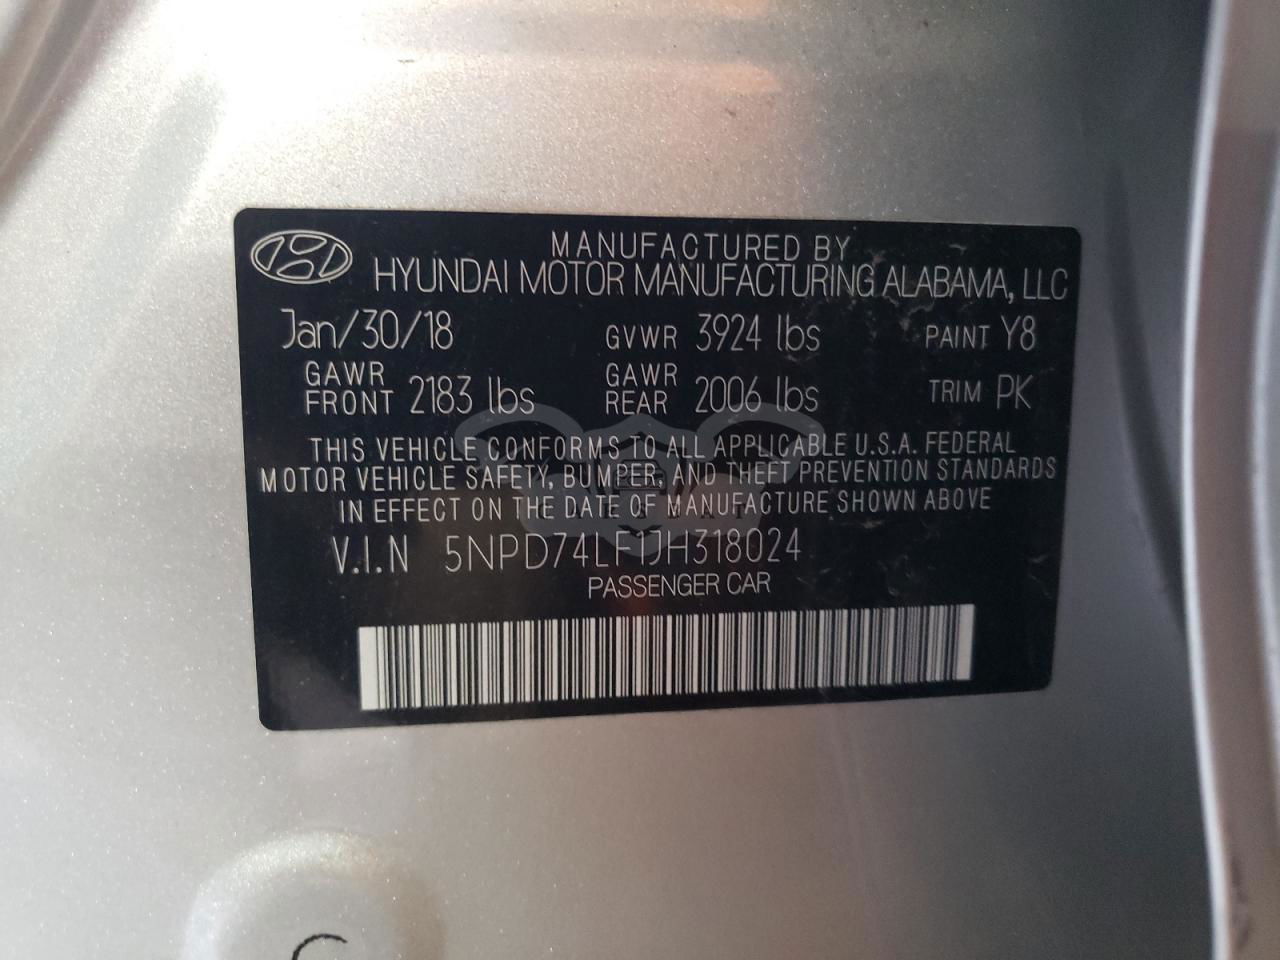 MANUFACTURED BY
HYUNDAI MOTOR MANUFACTURING ALABAMA, LLC
Jan/30/18 GVWR 3924 lbs PAINT Y8
GAWR FRONT 2183 lbs GAWR REAR 2006 lbs TRIM PK
THIS VEHICLE CONFORMS TO ALL APPLICABLE U.S.A. FEDERAL
MOTOR VEHICLE SAFETY, BUMPER, AND THEFT PREVENTION STANDARDS
IN EFFECT ON THE DATE OF MANUFACTURE SHOWN ABOVE
V.I.N 5NPD74LF1JH318024
PASSENGER CAR